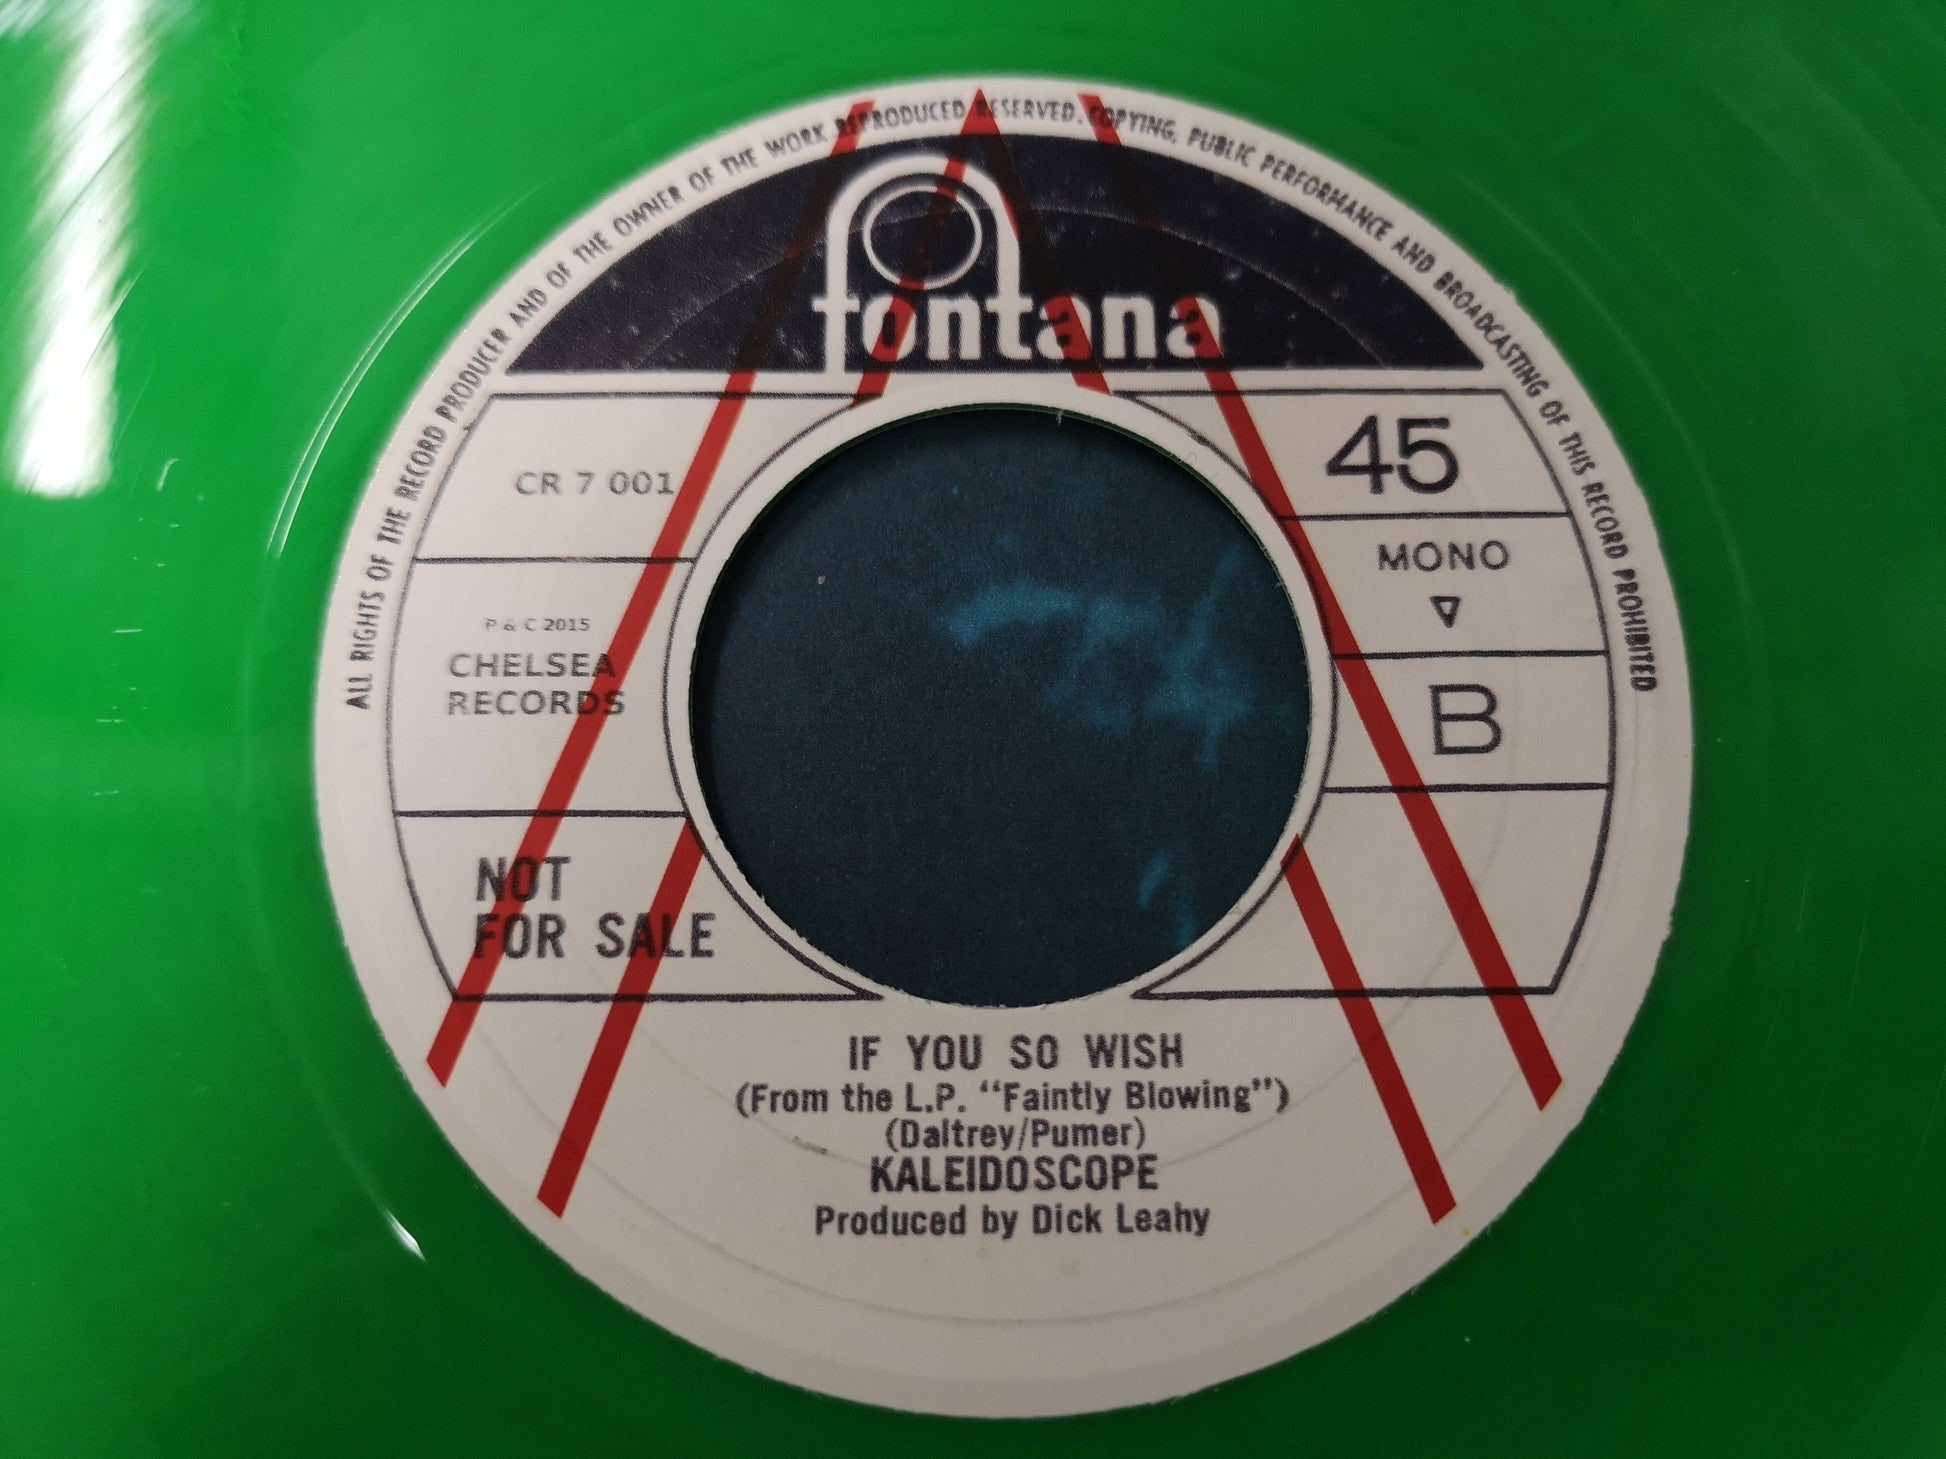 ALL RIGHTS OF THE RECORD PRODUCER AND OF THE OWNER OF THE WORK REPRODUCED RESERVED. COPYING, PUBLIC PERFORMANCE AND BROADCASTING OF THIS RECORD PROHIBITED
fontana
CR 7 001
45
MONO
P & C 2015
CHELSEA
RECORDS
B
NOT
FOR SALE
IF YOU SO WISH
(From the L.P. “Faintly Blowing”)
(Daltrey/Pumer)
KALEIDOSCOPE
Produced by Dick Leahy